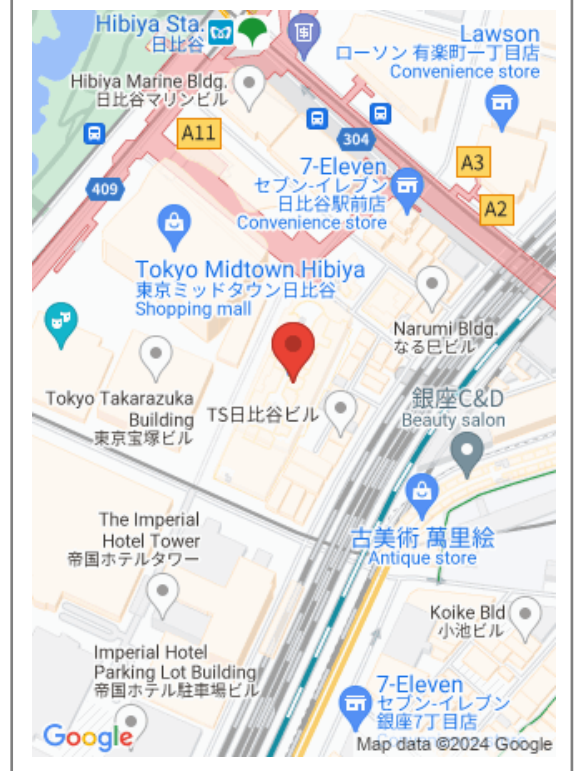 Hibiya Sta.
日比谷
Lawson
ローソン 有楽町一丁目店
Convenience store
Hibiya Marine Bldg.
日比谷マリンビル
A11
304
A3
7-Eleven
セブン-イレブン
日比谷駅前店
Convenience store
409
A2
Tokyo Midtown Hibiya
東京ミッドタウン日比谷
Shopping mall
Narumi Bldg.
なる巳ビル
Tokyo Takarazuka
Building
東京宝塚ビル
TS日比谷ビル
銀座C&D
Beauty salon
The Imperial
Hotel Tower
帝国ホテルタワー
古美術 萬里絵
Antique store
Koike Bld
小池ビル
Imperial Hotel
Parking Lot Building
帝国ホテル駐車場ビル
7-Eleven
セブン-イレブン
銀座7丁目店
Convenience store
Google
Map data ©2024 Google